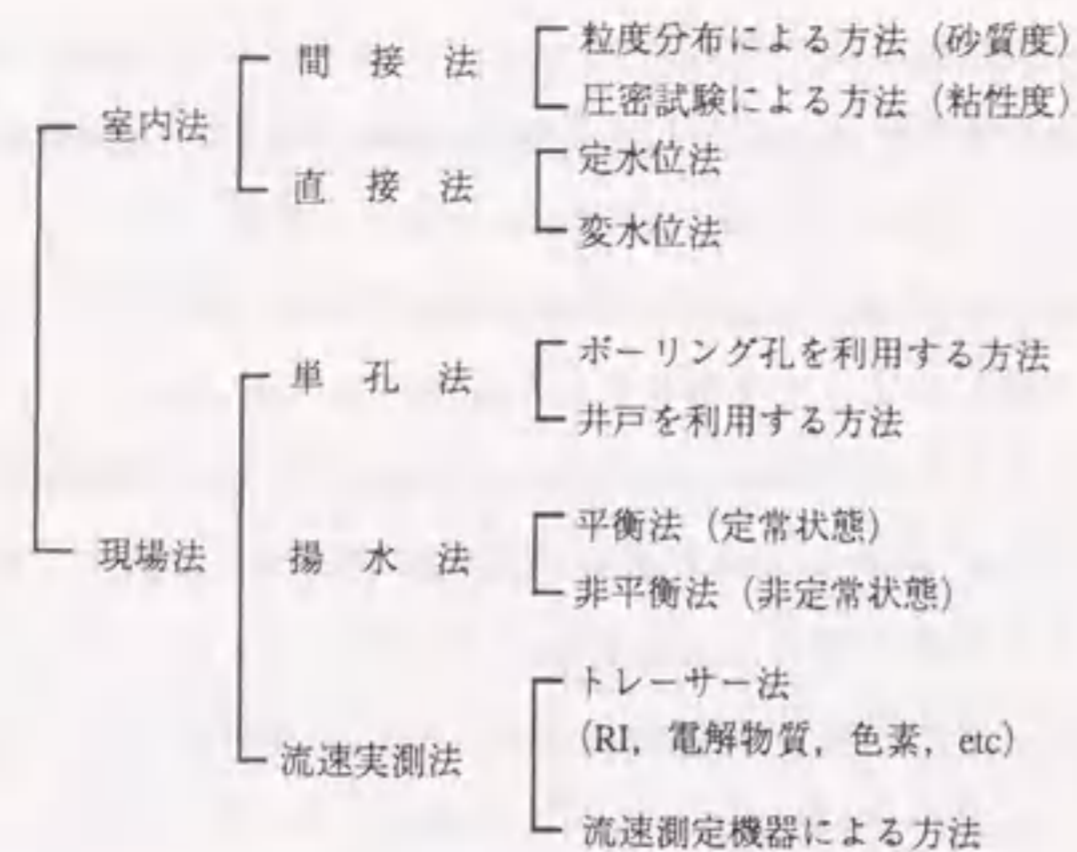 間接法
粒度分布による方法（砂質度）
圧密試験による方法（粘性度）
室内法
直接法
定水位法
変水位法
単孔法
ボーリング孔を利用する方法
井戸を利用する方法
現場法
揚水法
平衡法（定常状態）
非平衡法（非定常状態）
流速実測法
トレーサー法
（RI，電解物質，色素，etc）
流速測定機器による方法